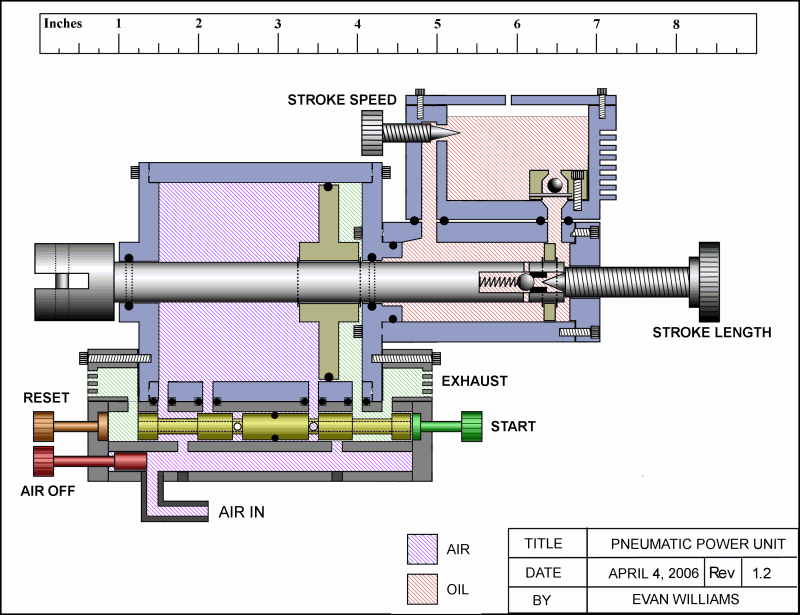 Inches 1 2 3 4 5 6 7 8
STROKE SPEED
STROKE LENGTH
EXHAUST
RESET
START
AIR OFF
AIR IN
AIR
OIL
TITLE PNEUMATIC POWER UNIT
DATE APRIL 4, 2006 Rev 1.2
BY EVAN WILLIAMS